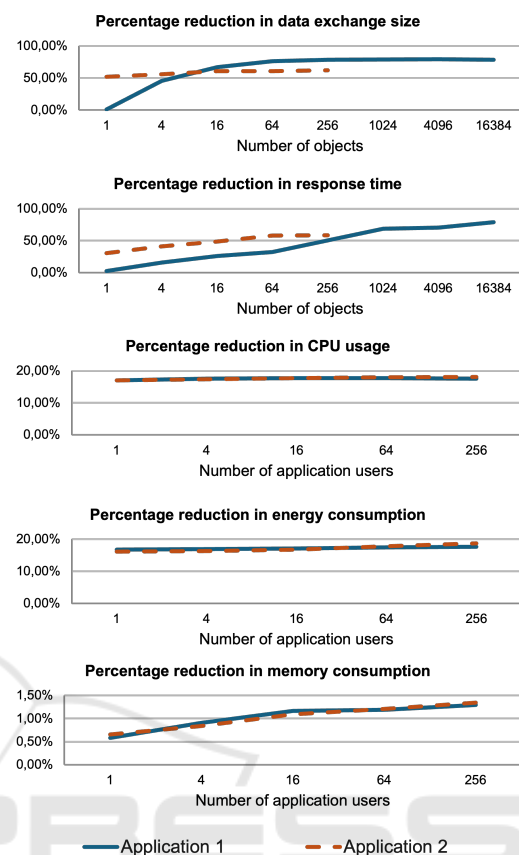 Percentage reduction in data exchange size
100,00%
50,00%
0,00%
1 4 16 64 256 1024 4096 16384
Number of objects
Percentage reduction in response time
100,00%
50,00%
0,00%
1 4 16 64 256 1024 4096 16384
Number of objects
Percentage reduction in CPU usage
20,00%
10,00%
0,00%
1 4 16 64 256
Number of application users
Percentage reduction in energy consumption
20,00%
10,00%
0,00%
1 4 16 64 256
Number of application users
Percentage reduction in memory consumption
1,50%
1,00%
0,50%
0,00%
1 4 16 64 256
Number of application users
PRESS
Application 1 Application 2